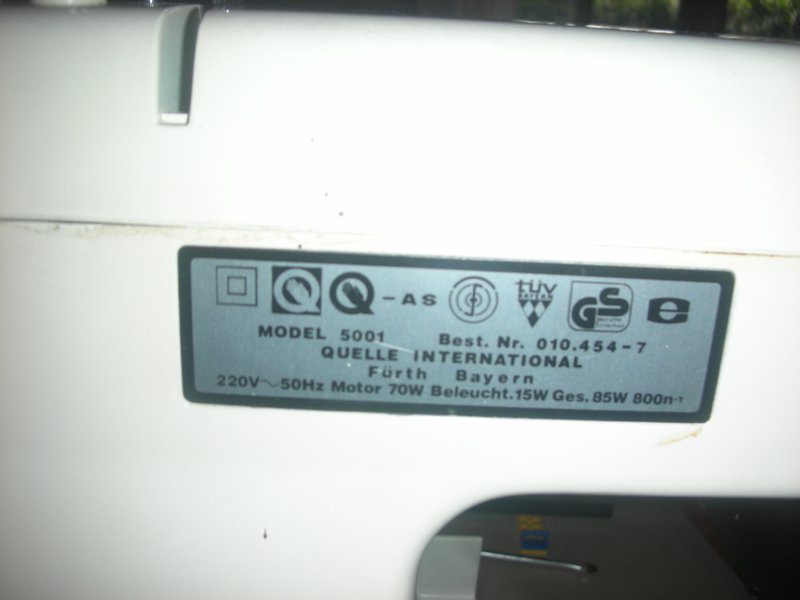 -AS
TÜV
BAYERN
GS
e
MODEL 5001 Best. Nr. 010.454-7
QUELLE INTERNATIONAL
Fürth Bayern
220V~50Hz Motor 70W Beleucht.15W Ges.85W 800n-1